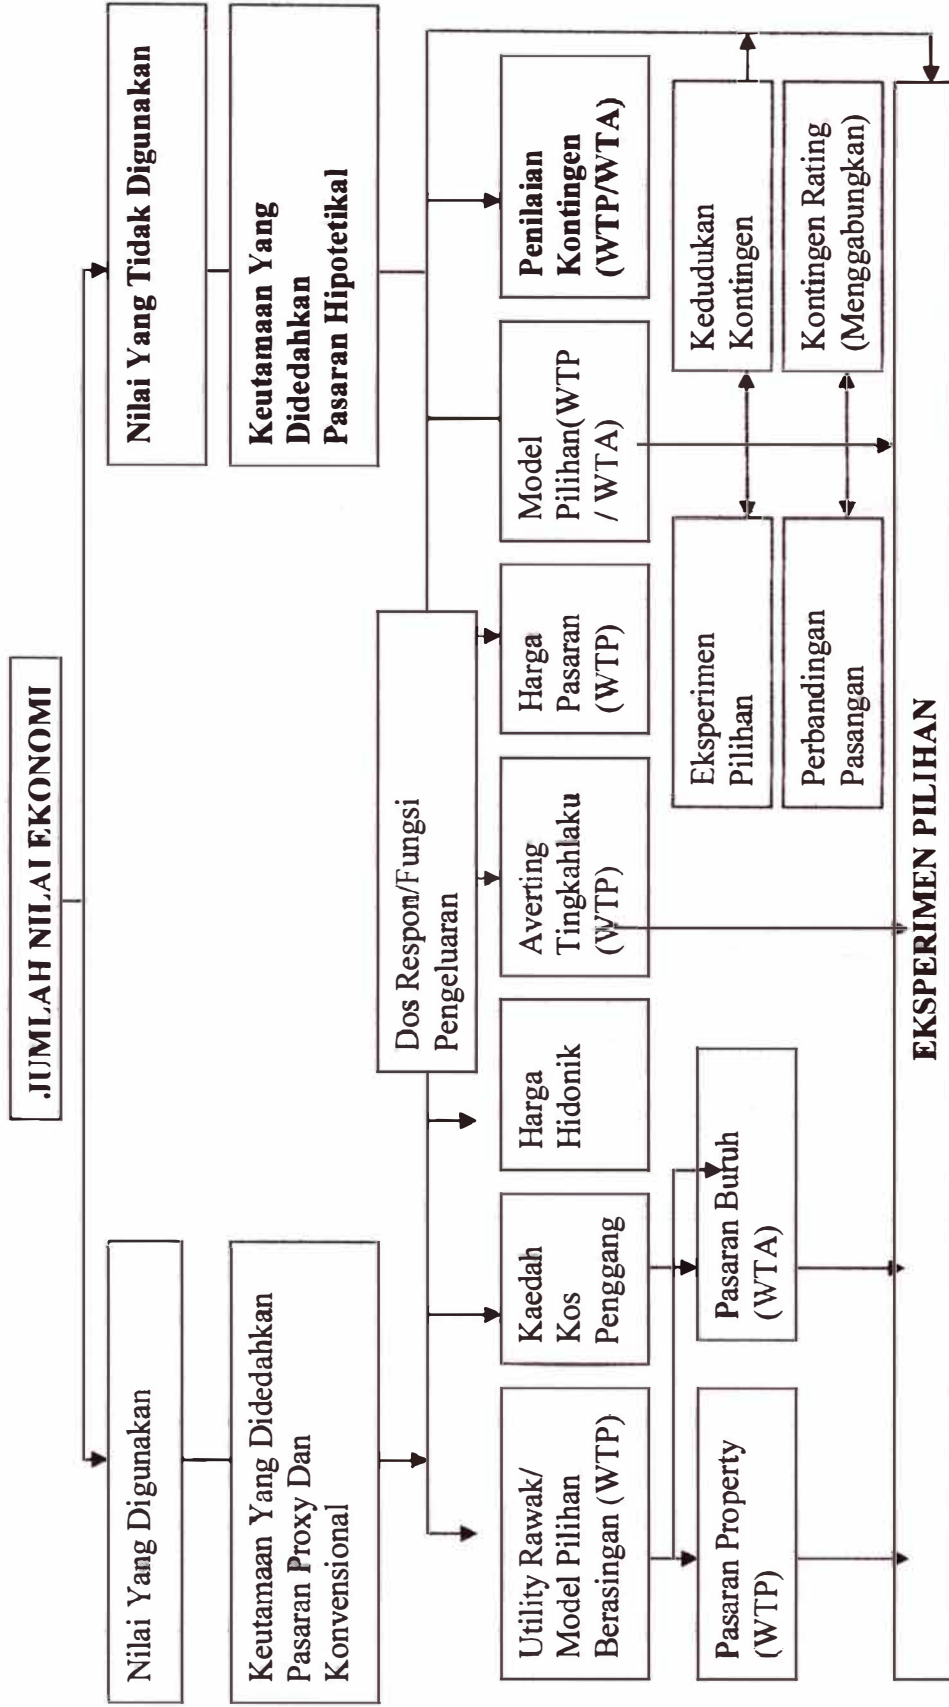 JUMLAH NILAI EKONOMI
Nilai Yang Digunakan
Nilai Yang Tidak Digunakan
Keutamaan Yang Didedahkan
Pasaran Proxy Dan
Konvensional
Keutamaan Yang
Didedahkan
Pasaran Hipotetikal
Dos Respon/Fungsi
Pengeluaran
Utility Rawak/
Model Pilihan
Berasingan (WTP)
Kaedah
Kos
Penggang
Harga
Hidonik
Averting
Tingkahlaku
(WTP)
Harga
Pasaran
(WTP)
Model
Pilihan(WTP
/ WTA)
Penilaian
Kontingen
(WTP/WTA)
Pasaran Property
(WTP)
Pasaran Buruh
(WTA)
Eksperimen
Pilihan
Kedudukan
Kontingen
Perbandingan
Pasangan
Kontingen Rating
(Menggabungkan)
EKSPERIMEN PILIHAN